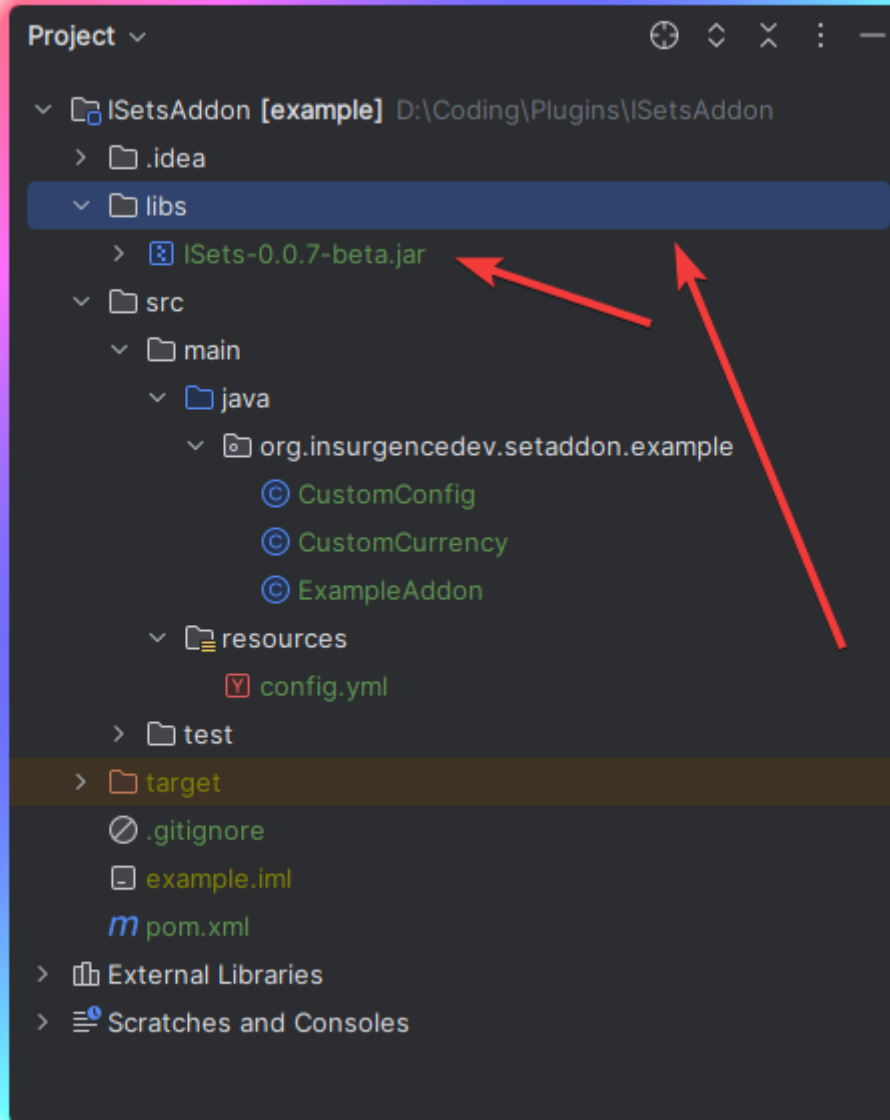 Project
ISetsAddon [example] D:\Coding\Plugins\ISetsAddon
.idea
libs
ISets-0.0.7-beta.jar
src
main
java
org.insurgencedev.setaddon.example
CustomConfig
CustomCurrency
ExampleAddon
resources
config.yml
test
target
.gitignore
example.iml
pom.xml
External Libraries
Scratches and Consoles